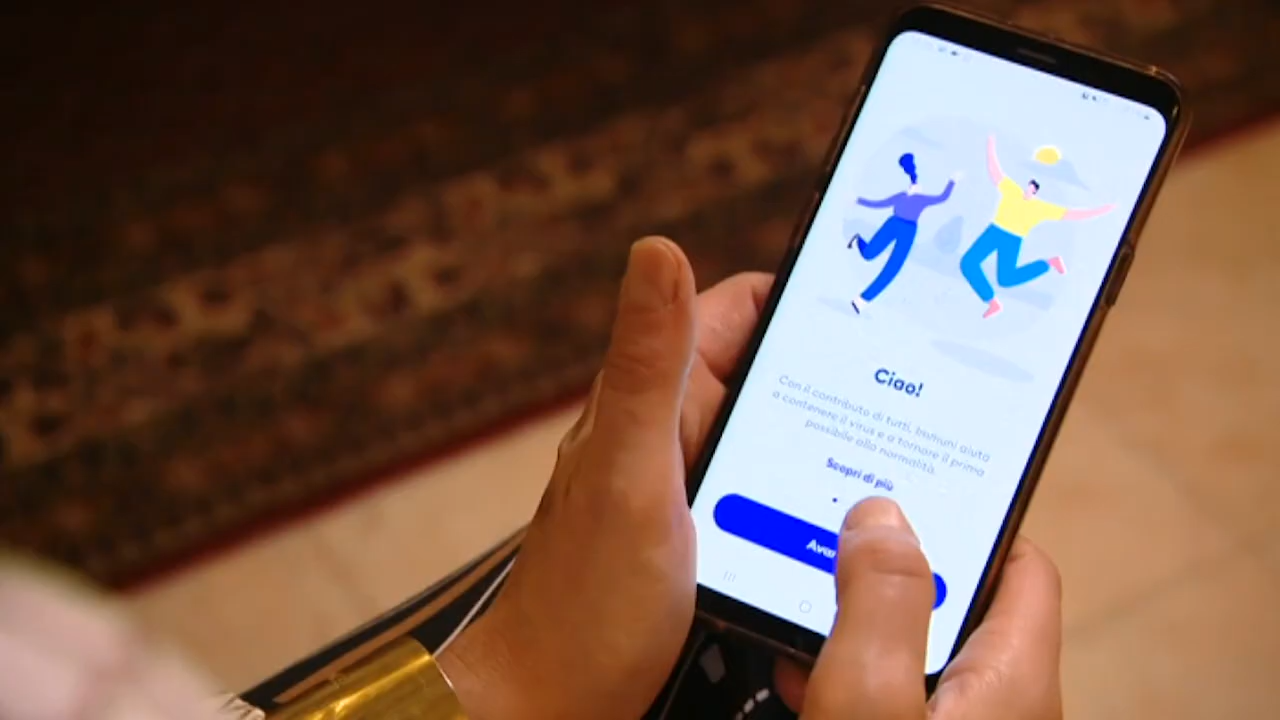 Ciao!
Con il contributo di tutti, Immuni aiuta
a contenere il virus e a tornare il prima
possibile alla normalità.
Scopri di più
Ava